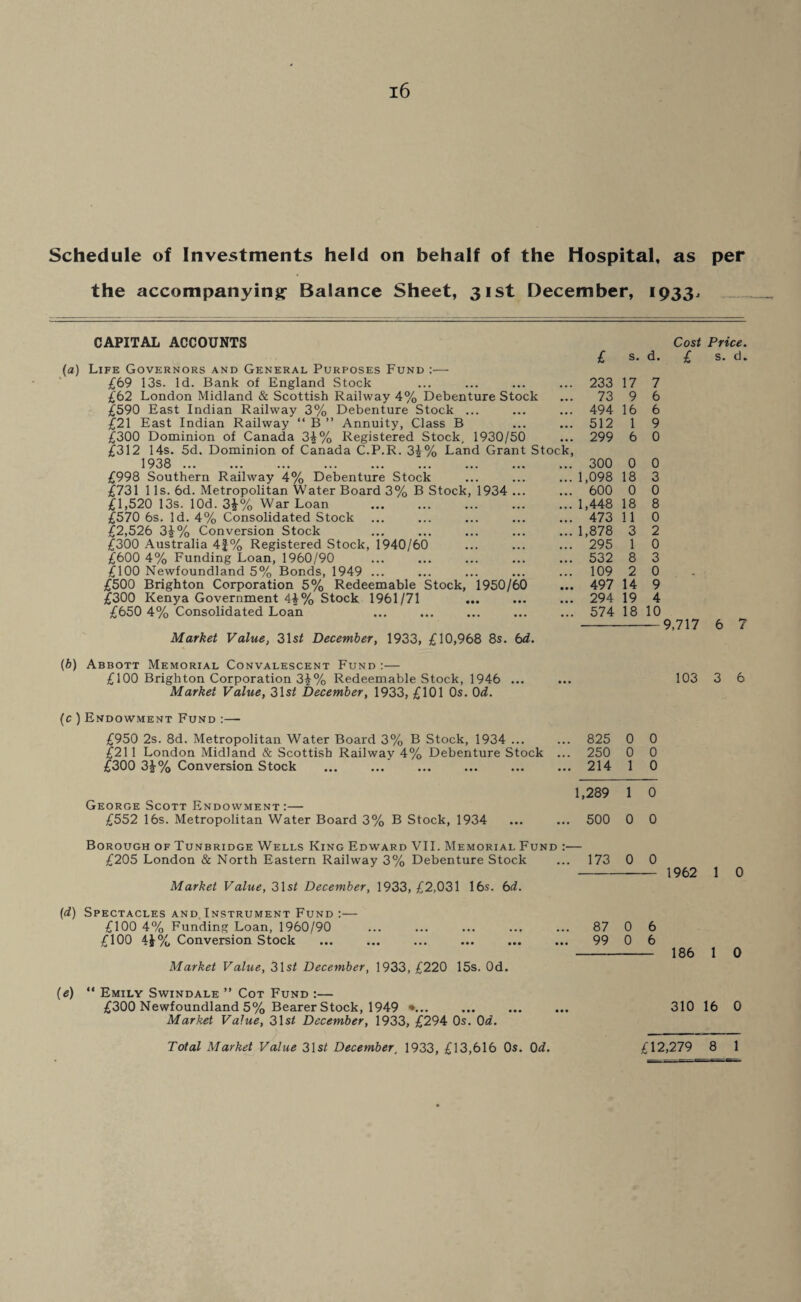 16
Schedule of Investments held on behalf of the Hospital, as per
the accompanying Balance Sheet, 31st December, 1933.
CAPITAL ACCOUNTS Cost Price.
£ s. d. £ s. d.
(a) LIFE GOVERNORS AND GENERAL PURPOSES FUND :—
£69 13s. 1d. Bank of England Stock ... ... ... ... 233 17 7
£62 London Midland & Scottish Railway 4% Debenture Stock ... 73 9 6
£590 East Indian Railway 3% Debenture Stock ... ... ... 494 16 6
£21 East Indian Railway “ B ” Annuity, Class B ... ... 512 1 9
£300 Dominion of Canada 3½% Registered Stock, 1930/50 ... 299 6 0
£312 14s. 5d. Dominion of Canada C.P.R. 3½% Land Grant Stock,
1938 ... ... ... ... ... ... ... ... ... 300 0 0
£998 Southern Railway 4% Debenture Stock ... ... ... 1,098 18 3
£731 11s. 6d. Metropolitan Water Board 3% B Stock, 1934 ... ... 600 0 0
£1,520 13s. 10d. 3½% War Loan ... ... ... ... ... 1,448 18 8
£570 6s. 1d. 4% Consolidated Stock ... ... ... ... ... 473 11 0
£2,526 3½% Conversion Stock ... ... ... ... ... 1,878 3 2
£300 Australia 4¾% Registered Stock, 1940/60 ... ... ... 295 1 0
£600 4% Funding Loan, 1960/90 ... ... ... ... ... 532 8 3
£100 Newfoundland 5% Bonds, 1949 ... ... ... ... ... 109 2 0
£500 Brighton Corporation 5% Redeemable Stock, 1950/60 ... 497 14 9
£300 Kenya Government 4½% Stock 1961/71 ... ... ... 294 19 4
£650 4% Consolidated Loan ... ... ... ... ... 574 18 10
9,717 6 7
Market Value, 31st December, 1933, £10,968 8s. 6d.
(b) ABBOTT MEMORIAL CONVALESCENT FUND :—
£100 Brighton Corporation 3½% Redeemable Stock, 1946 ... ... 103 3 6
Market Value, 31st December, 1933, £101 0s. 0d.
(c ) ENDOWMENT FUND :—
£950 2s. 8d. Metropolitan Water Board 3% B Stock, 1934 ... ... 825 0 0
£211 London Midland & Scottish Railway 4% Debenture Stock ... 250 0 0
£300 3½% Conversion Stock ... ... ... ... ... ... 214 1 0
1,289 1 0
GEORGE SCOTT ENDOWMENT :—
£552 16s. Metropolitan Water Board 3% B Stock, 1934 ... ... 500 0 0
BOROUGH OF TUNBRIDGE WELLS KING EDWARD VII. MEMORIAL FUND :—
£205 London & North Eastern Railway 3% Debenture Stock ... 173 0 0
1962 1 0
Market Value, 31st December, 1933, £2,031 16s. 6d.
(d) SPECTACLES AND INSTRUMENT FUND :—
£100 4% Funding Loan, 1960/90 ... ... ... ... ... 87 0 6
£100 4½% Conversion Stock ... ... ... ... ... ... 99 0 6
186 1 0
Market Value, 31st December, 1933, £220 15s. 0d.
(e) “ EMILY SWINDALE ” COT FUND :—
£300 Newfoundland 5% Bearer Stock, 1949 ... ... ... ... 310 16 0
Market Value, 31st December, 1933, £294 0s. 0d.
Total Market Value 31st December, 1933, £13,616 0s. 0d. £12,279 8 1